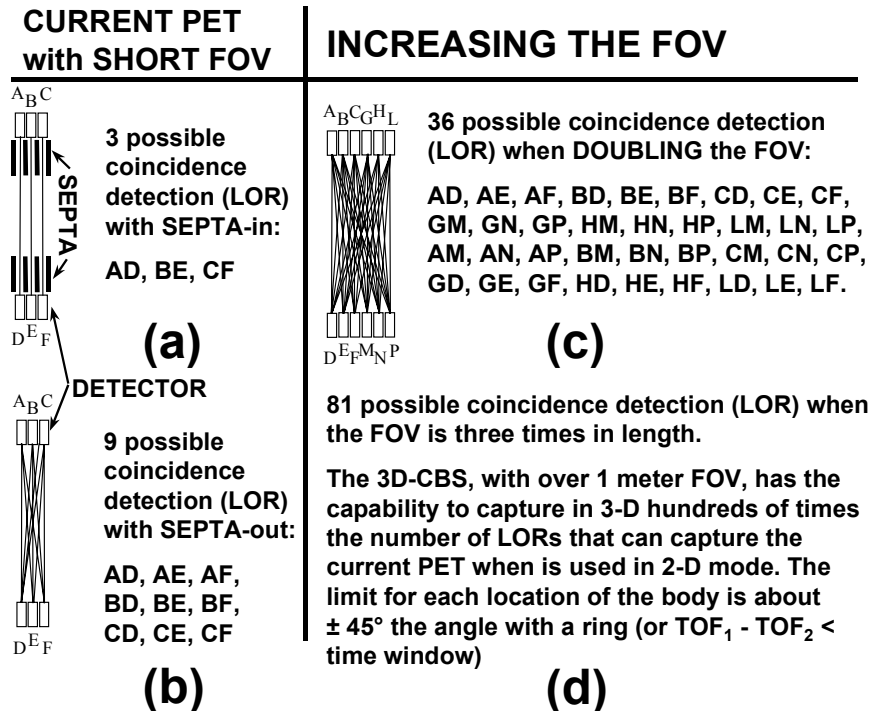 CURRENT PET
with SHORT FOV
INCREASING THE FOV
A B C
3 possible
coincidence
detection (LOR)
with SEPTA-in:
AD, BE, CF
SEPTA
D E F
(a)
DETECTOR
A B C
9 possible
coincidence
detection (LOR)
with SEPTA-out:
AD, AE, AF,
BD, BE, BF,
CD, CE, CF
D E F
(b)
A B C G H L
36 possible coincidence detection
(LOR) when DOUBLING the FOV:
AD, AE, AF, BD, BE, BF, CD, CE, CF,
GM, GN, GP, HM, HN, HP, LM, LN, LP,
AM, AN, AP, BM, BN, BP, CM, CN, CP,
GD, GE, GF, HD, HE, HF, LD, LE, LF.
D E F M N P
(c)
81 possible coincidence detection (LOR) when
the FOV is three times in length.
The 3D-CBS, with over 1 meter FOV, has the
capability to capture in 3-D hundreds of times
the number of LORs that can capture the
current PET when is used in 2-D mode. The
limit for each location of the body is about
± 45° the angle with a ring (or TOF₁ - TOF₂ <
time window)
(d)